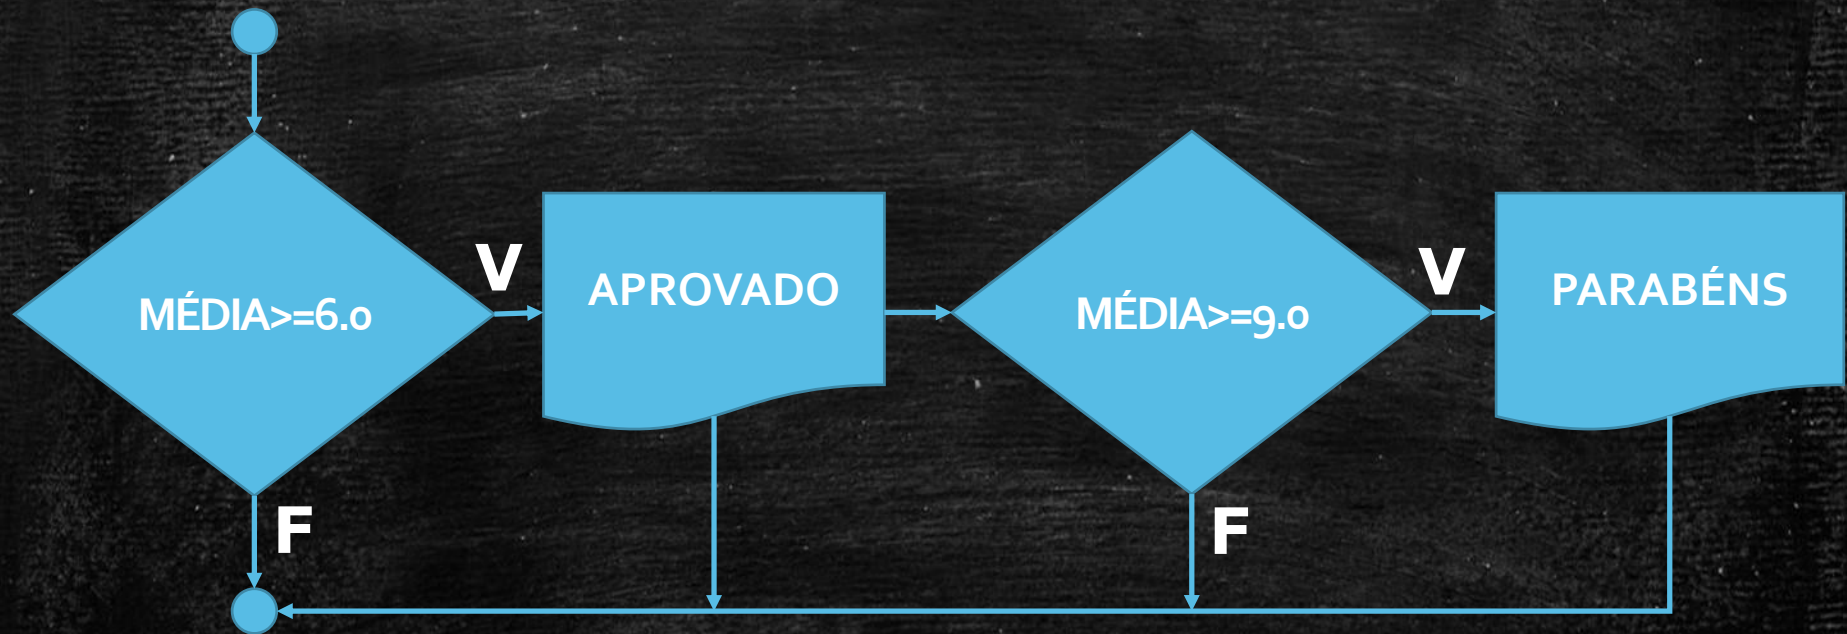 MÉDIA>=6.0
V
APROVADO
MÉDIA>=9.0
V
PARABÉNS
F
F